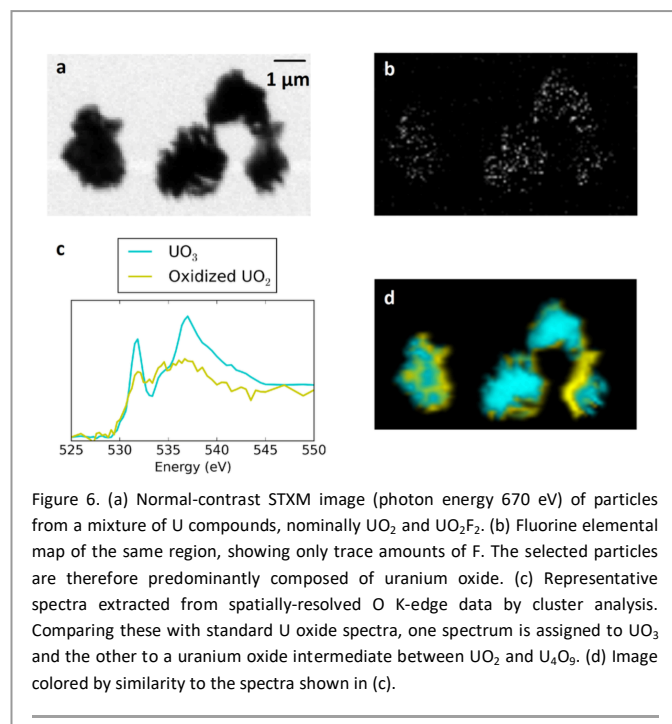 a
1 μm
b
c
UO₃
Oxidized UO₂
525 530 535 540 545 550
Energy (eV)
d
Figure 6. (a) Normal-contrast STXM image (photon energy 670 eV) of particles
from a mixture of U compounds, nominally UO₂ and UO₂F₂. (b) Fluorine elemental
map of the same region, showing only trace amounts of F. The selected particles
are therefore predominantly composed of uranium oxide. (c) Representative
spectra extracted from spatially-resolved O K-edge data by cluster analysis.
Comparing these with standard U oxide spectra, one spectrum is assigned to UO₃
and the other to a uranium oxide intermediate between UO₂ and U₄O₉. (d) Image
colored by similarity to the spectra shown in (c).